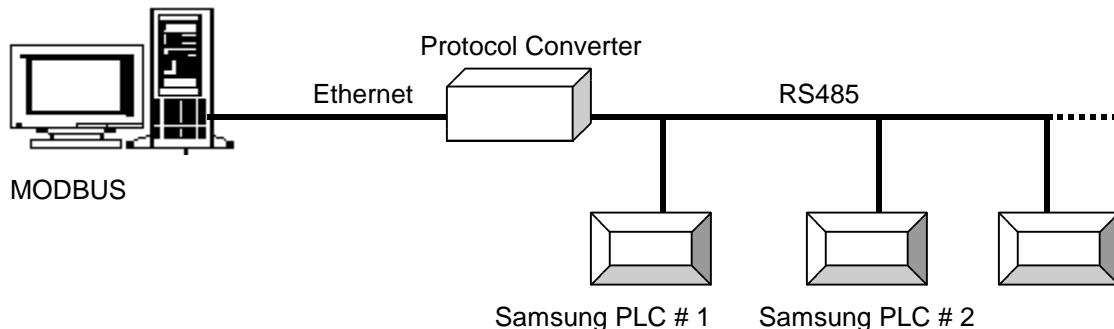 Protocol Converter
Ethernet
RS485
MODBUS
Samsung PLC # 1
Samsung PLC # 2